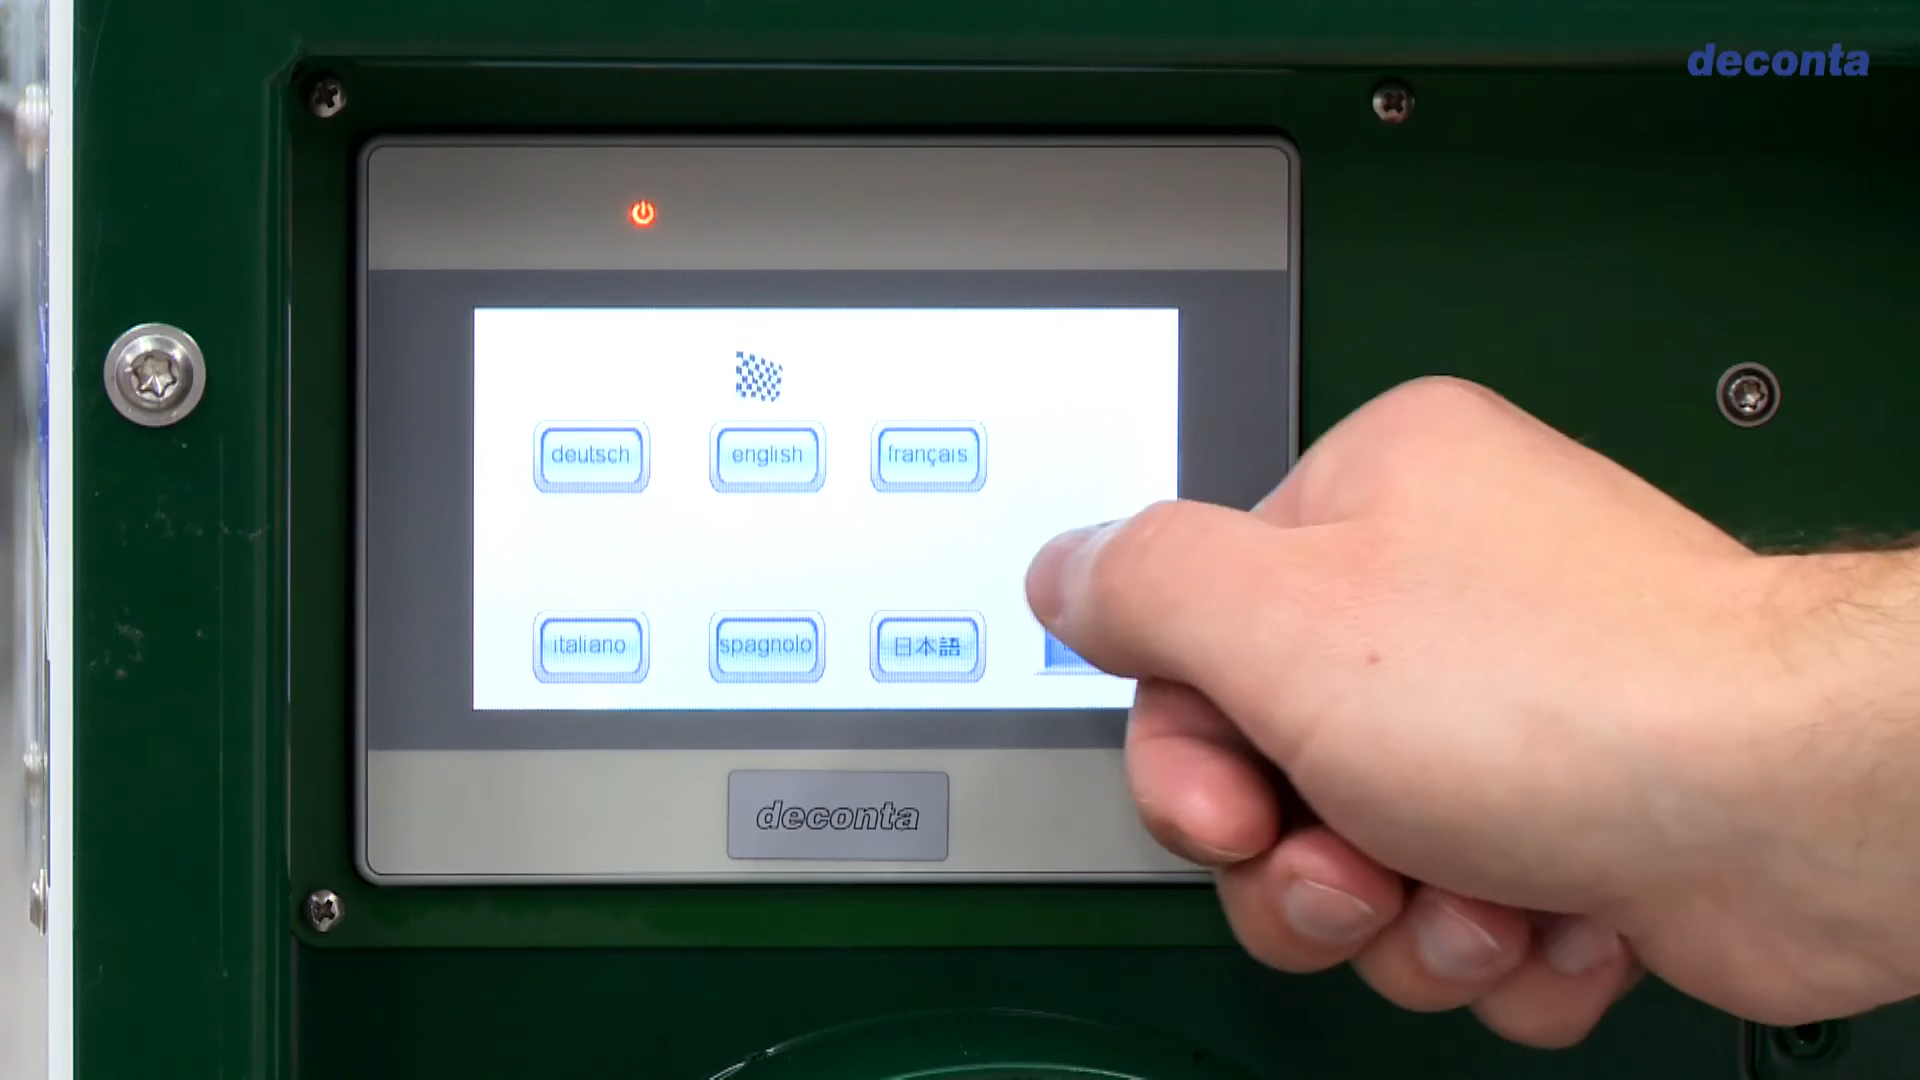 deconta
deutsch
english
français
italiano
spagnolo
日本語
deconta